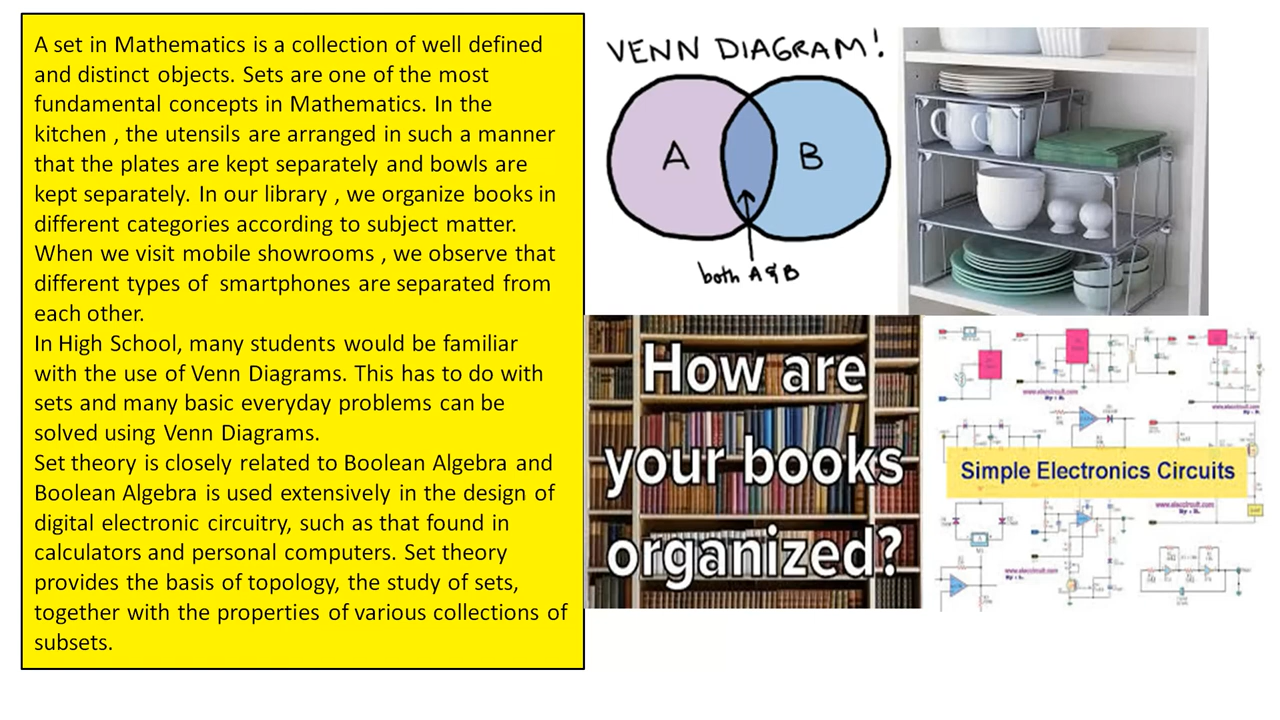 A set in Mathematics is a collection of well defined
and distinct objects. Sets are one of the most
fundamental concepts in Mathematics. In the
kitchen , the utensils are arranged in such a manner
that the plates are kept separately and bowls are
kept separately. In our library , we organize books in
different categories according to subject matter.
When we visit mobile showrooms , we observe that
different types of  smartphones are separated from
each other.
In High School, many students would be familiar
with the use of Venn Diagrams. This has to do with
sets and many basic everyday problems can be
solved using Venn Diagrams.
Set theory is closely related to Boolean Algebra and
Boolean Algebra is used extensively in the design of
digital electronic circuitry, such as that found in
calculators and personal computers. Set theory
provides the basis of topology, the study of sets,
together with the properties of various collections of
subsets.
VENN DIAGRAM!
A
B
both A & B
How are
your books
organized?
Simple Electronics Circuits